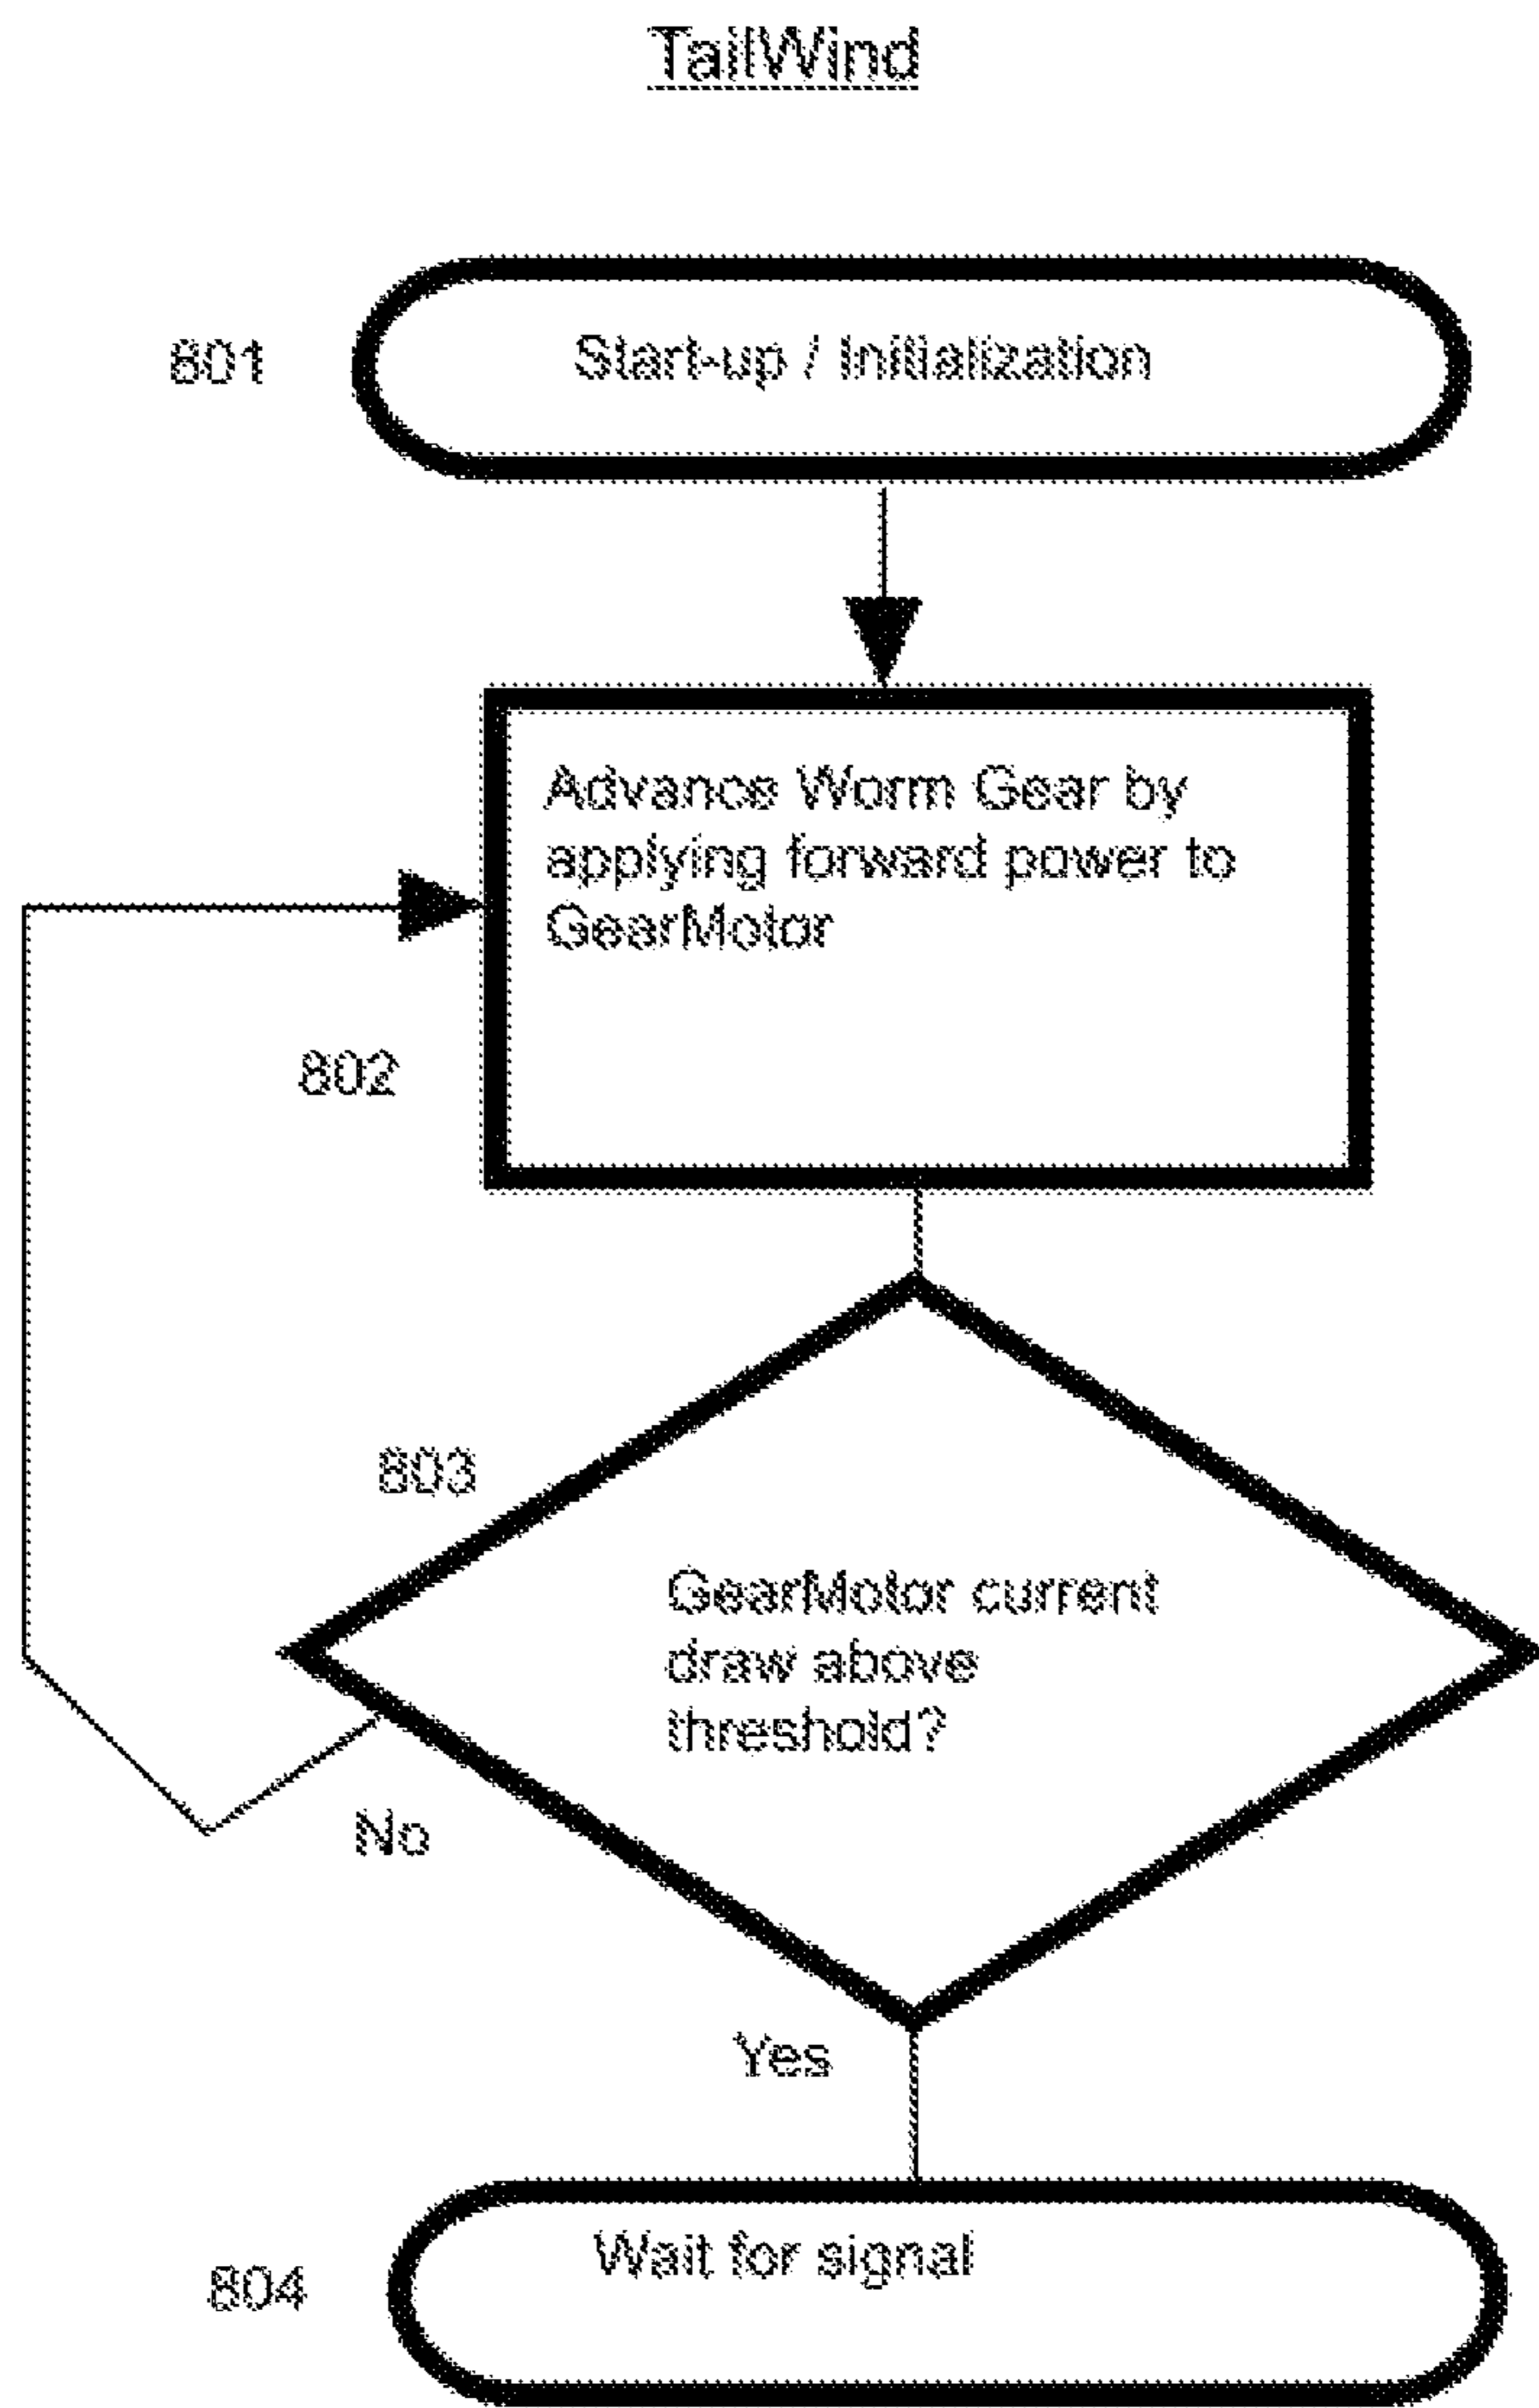 TailWind
801
Start-up / Initialization
Advance Worm Gear by
applying forward power to
GearMotor
802
803
GearMotor current
draw above
threshold?
No
Yes
Wait for signal
804